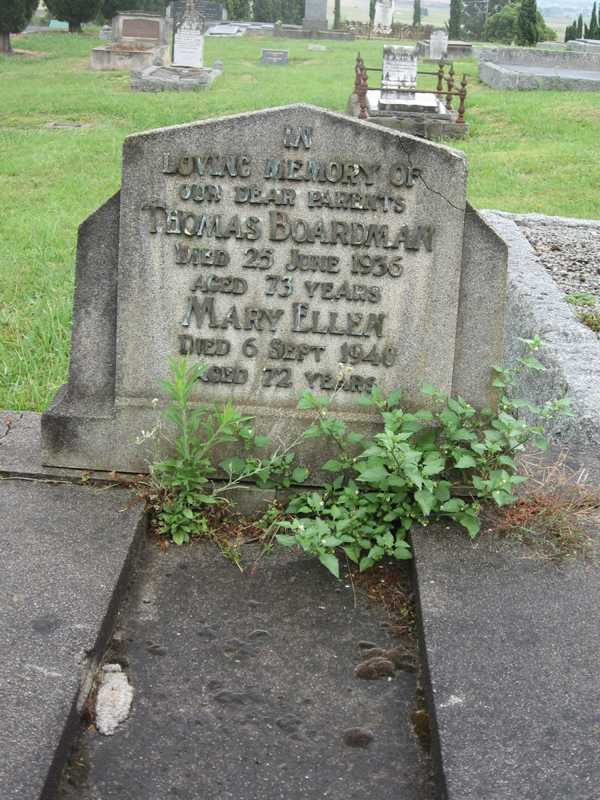 IN
LOVING MEMORY OF
OUR DEAR PARENTS
THOMAS BOARDMAN
DIED 25 JUNE 1936
AGED 73 YEARS
MARY ELLEN
DIED 6 SEPT 1940
AGED 72 YEARS